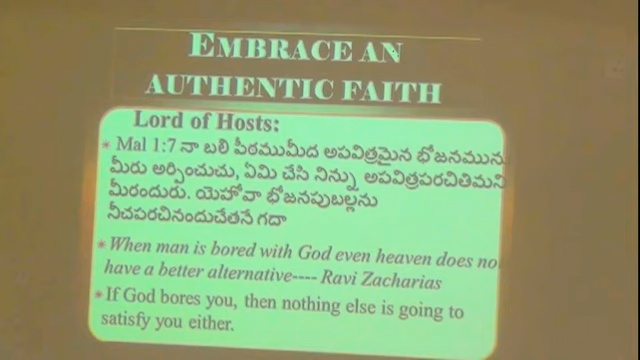 EMBRACE AN
AUTHENTIC FAITH
Lord of Hosts:
* Mal 1:7 నా బలి పీఠముమీద అపవిత్రమైన భోజనమును
మీరు అర్పించుచు, ఏమి చేసి నిన్ను అపవిత్రపరచితిమని
మీరందురు. యెహోవా భోజనపుబల్లను
నీచపరచినందుచేతనే గదా
* When man is bored with God even heaven does no
have a better alternative---- Ravi Zacharias
* If God bores you, then nothing else is going to
satisfy you either.